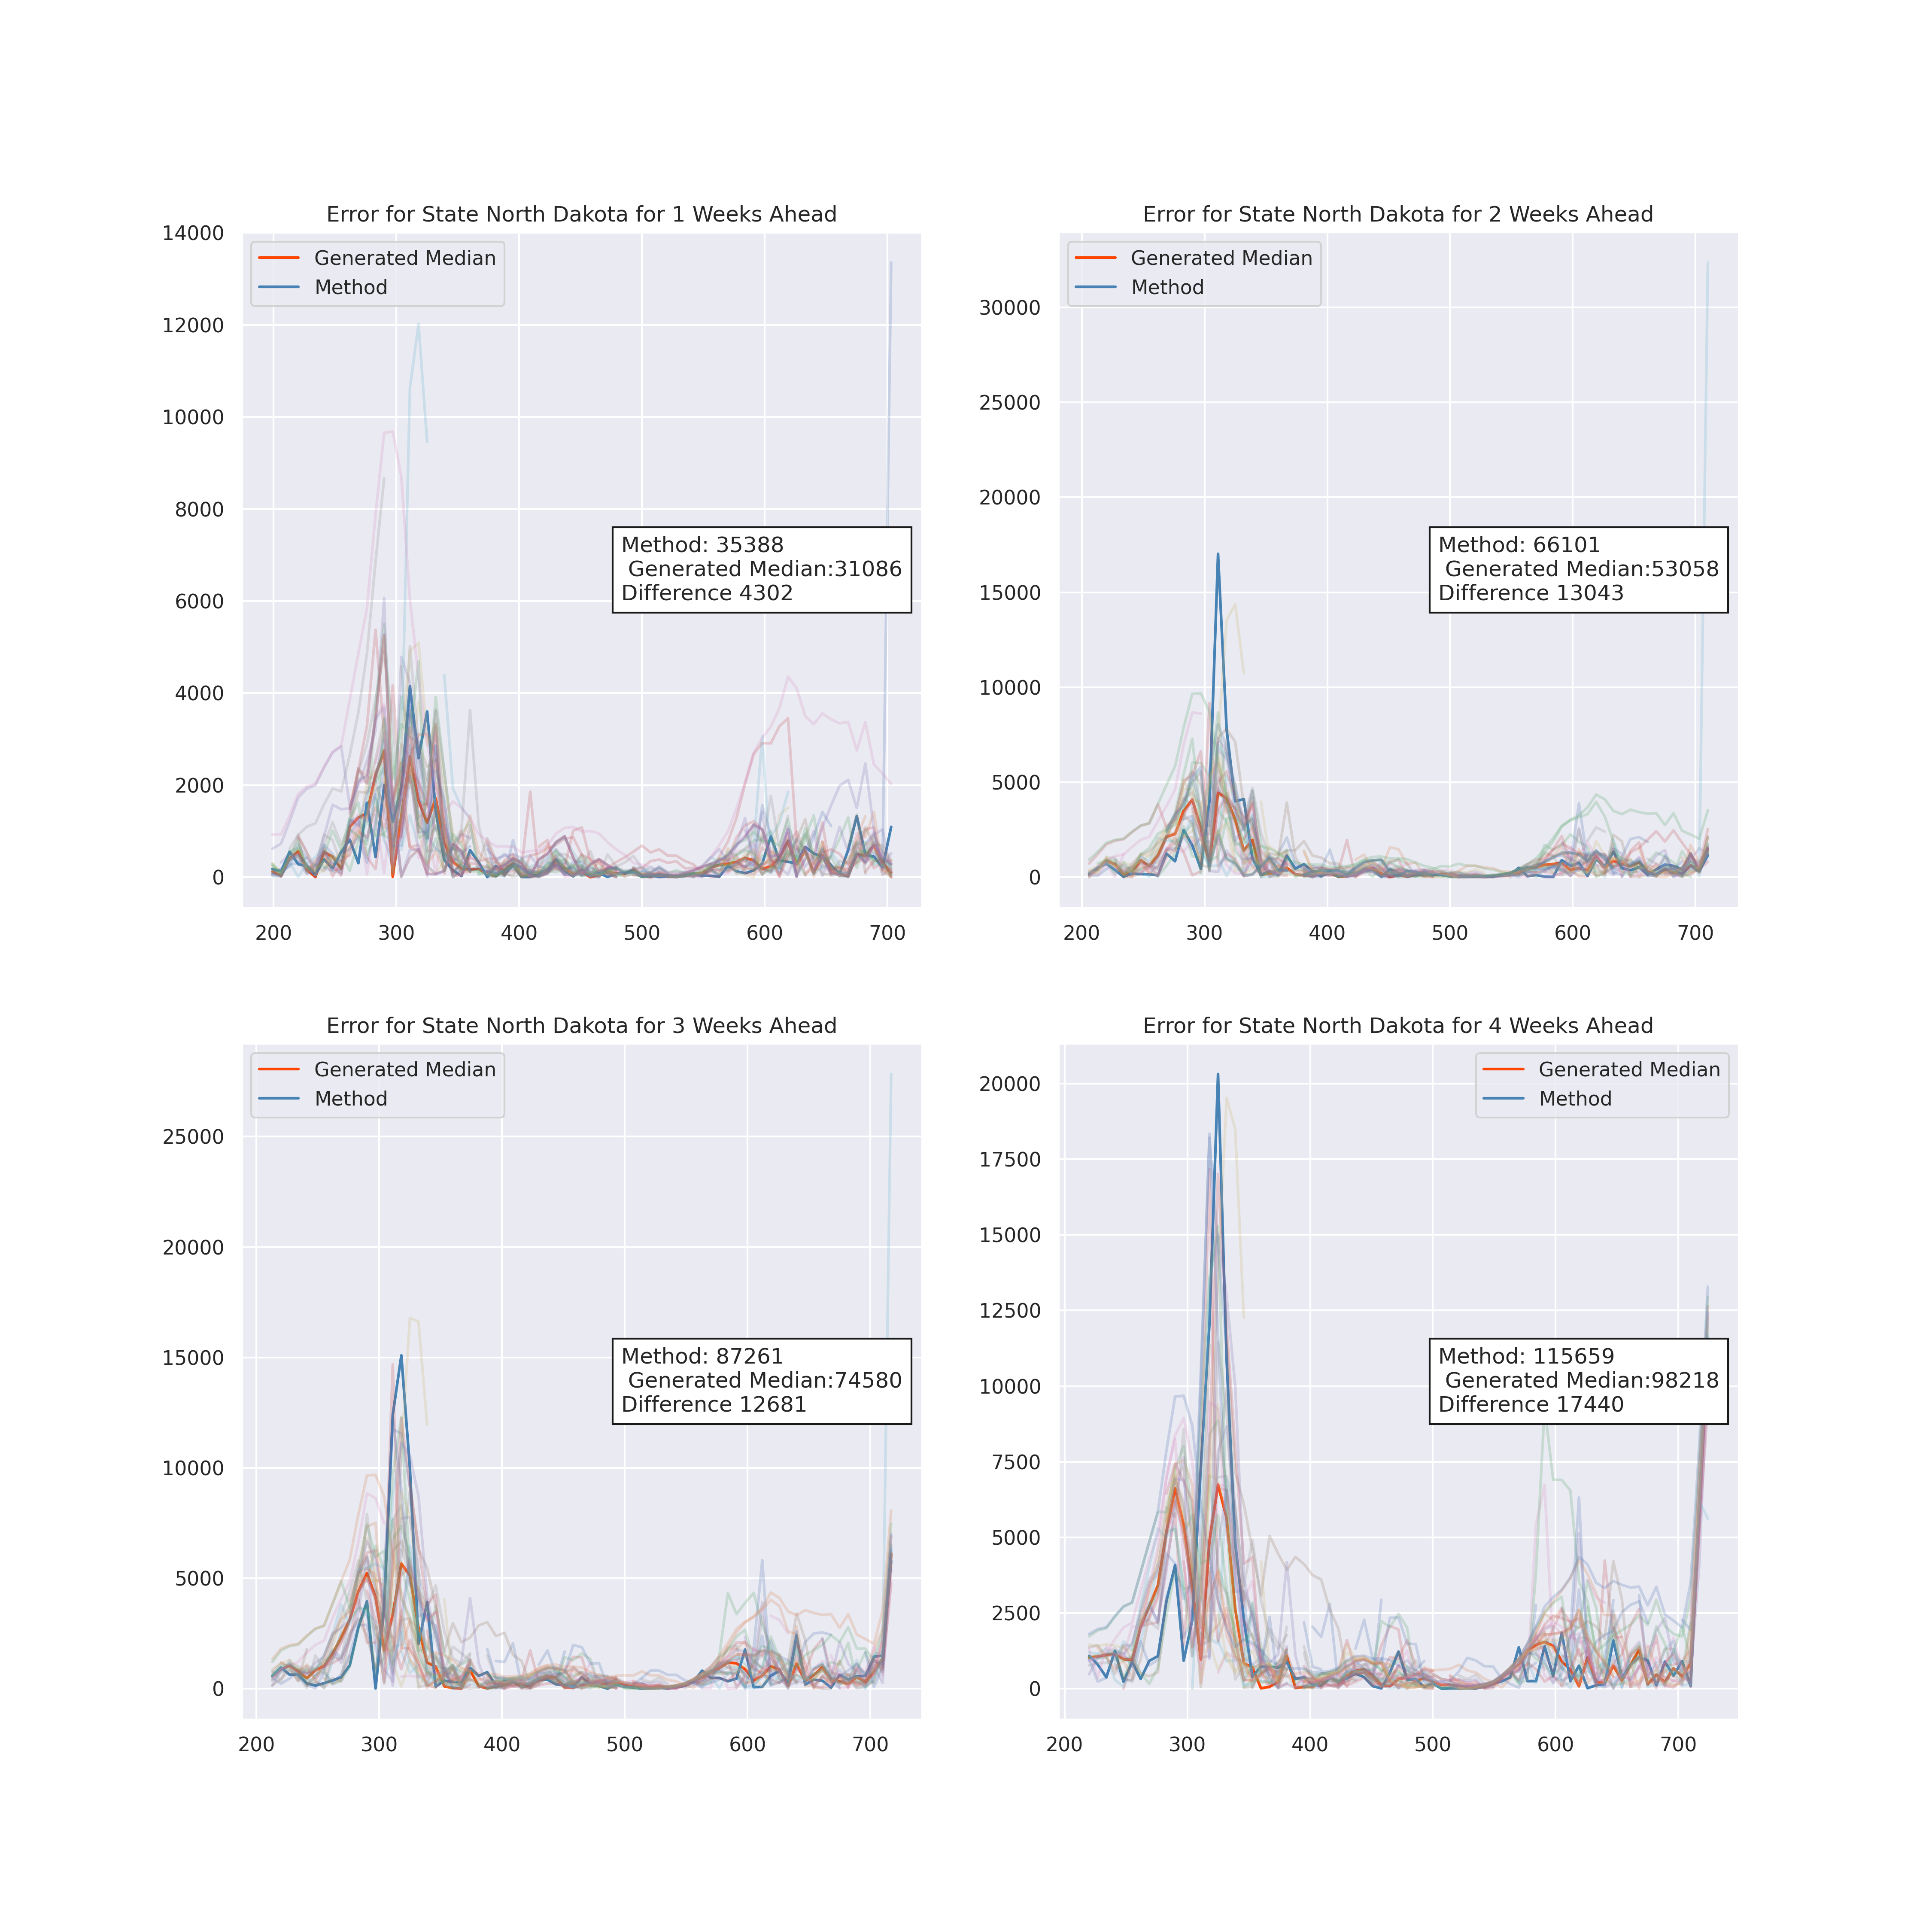 Error for State North Dakota for 1 Weeks Ahead
14000
12000
10000
8000
6000
4000
2000
0
Generated Median
Method
Method: 35388
Generated Median:31086
Difference 4302
200 300 400 500 600 700
Error for State North Dakota for 2 Weeks Ahead
30000
25000
20000
15000
10000
5000
0
Generated Median
Method
Method: 66101
Generated Median:53058
Difference 13043
200 300 400 500 600 700
Error for State North Dakota for 3 Weeks Ahead
25000
20000
15000
10000
5000
0
Generated Median
Method
Method: 87261
Generated Median:74580
Difference 12681
200 300 400 500 600 700
Error for State North Dakota for 4 Weeks Ahead
20000
17500
15000
12500
10000
7500
5000
2500
0
Generated Median
Method
Method: 115659
Generated Median:98218
Difference 17440
200 300 400 500 600 700